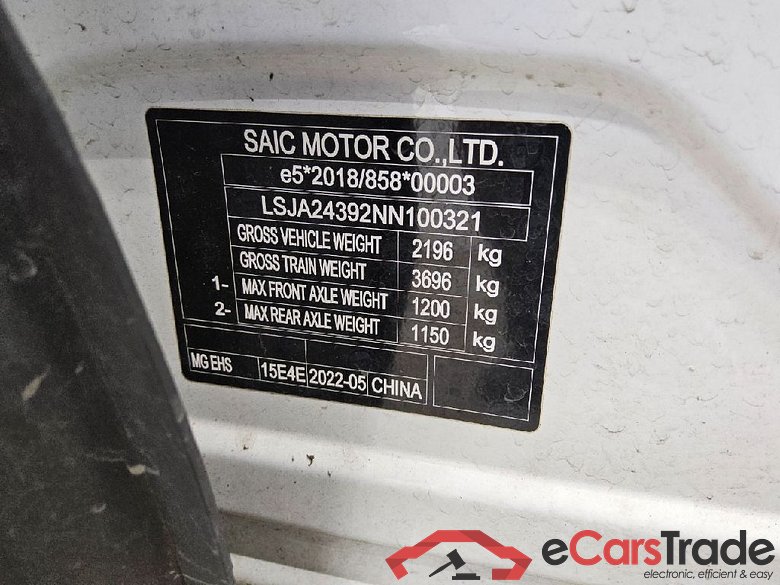 SAIC MOTOR CO.,LTD.
e5*2018/858*00003
LSJA24392NN100321
GROSS VEHICLE WEIGHT 2196 kg
GROSS TRAIN WEIGHT 3696 kg
1- MAX FRONT AXLE WEIGHT 1200 kg
2- MAX REAR AXLE WEIGHT 1150 kg
MG EHS 15E4E 2022-05 CHINA
eCarsTrade
electronic, efficient & easy